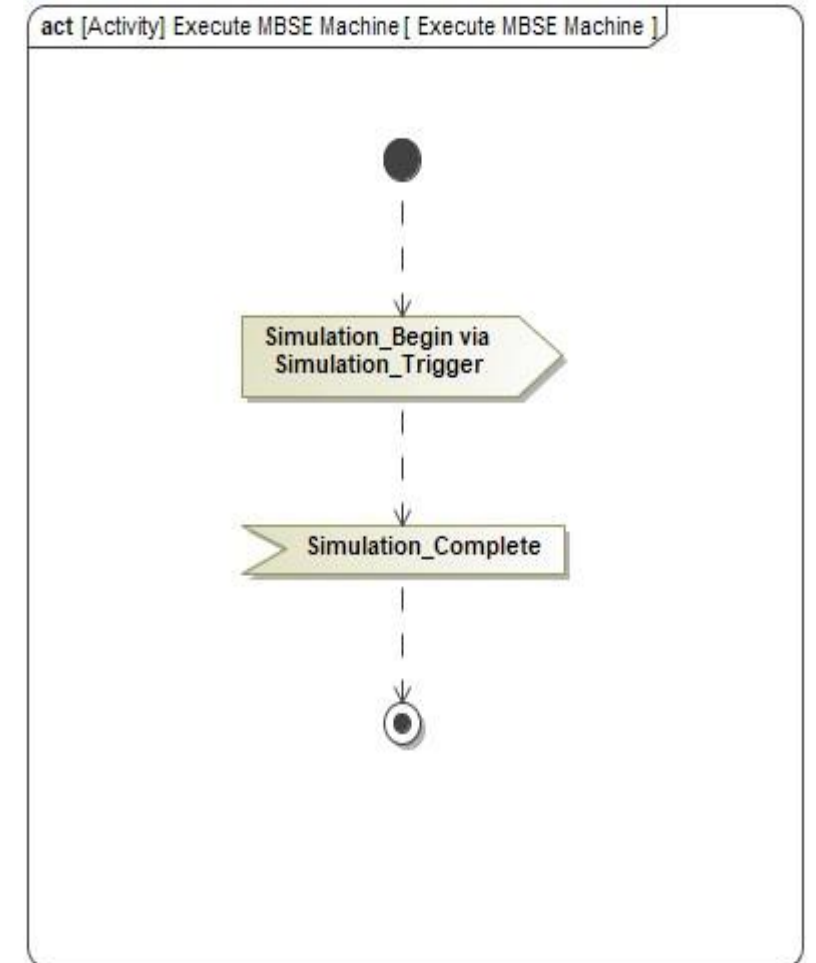 act [Activity] Execute MBSE Machine[ Execute MBSE Machine ]
Simulation_Begin via
Simulation_Trigger
Simulation_Complete